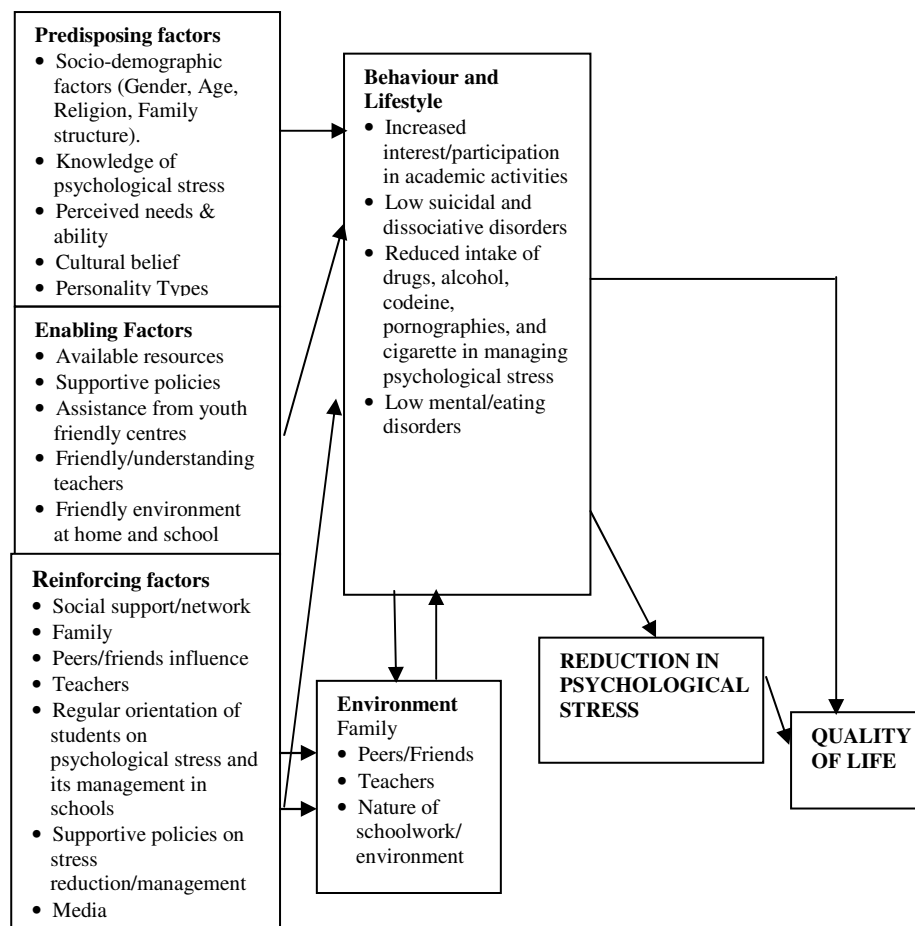 Predisposing factors
• Socio-demographic
factors (Gender, Age,
Religion, Family
structure).
• Knowledge of
psychological stress
• Perceived needs &
ability
• Cultural belief
• Personality Types
Enabling Factors
• Available resources
• Supportive policies
• Assistance from youth
friendly centres
• Friendly/understanding
teachers
• Friendly environment
at home and school
Reinforcing factors
• Social support/network
• Family
• Peers/friends influence
• Teachers
• Regular orientation of
students on
psychological stress and
its management in
schools
• Supportive policies on
stress
reduction/management
• Media
Behaviour and
Lifestyle
• Increased
interest/participation
in academic activities
• Low suicidal and
dissociative disorders
• Reduced intake of
drugs, alcohol,
codeine,
pornographies, and
cigarette in managing
psychological stress
• Low mental/eating
disorders
Environment
Family
• Peers/Friends
• Teachers
• Nature of
schoolwork/
environment
REDUCTION IN
PSYCHOLOGICAL
STRESS
QUALITY
OF LIFE